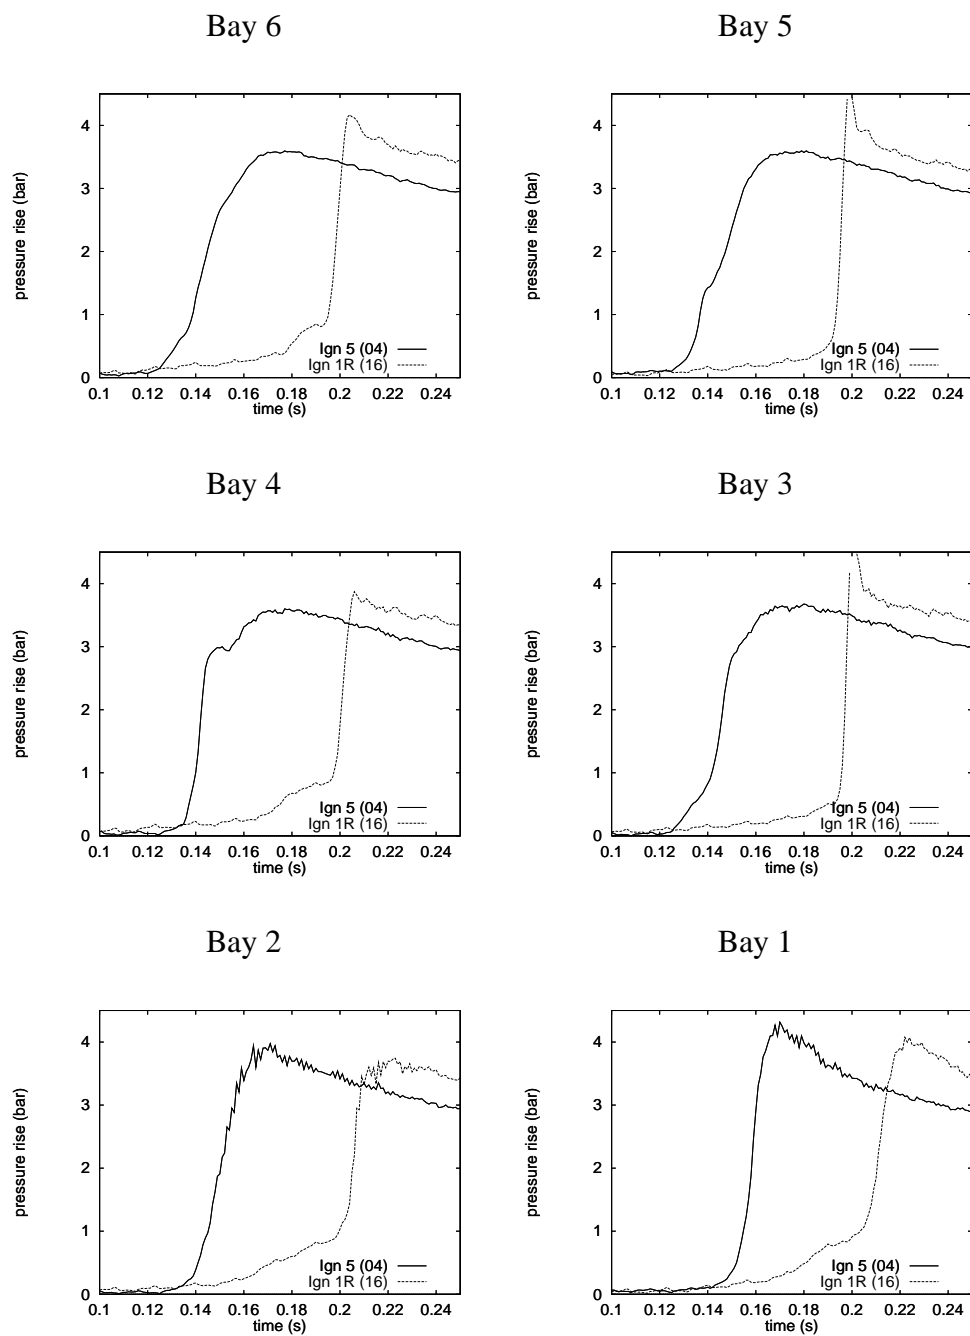 Bay 6
Bay 5
pressure rise (bar)
4
3
2
1
0
Ign 5 (04)
Ign 1R (16)
0.1 0.12 0.14 0.16 0.18 0.2 0.22 0.24
time (s)
pressure rise (bar)
4
3
2
1
0
Ign 5 (04)
Ign 1R (16)
0.1 0.12 0.14 0.16 0.18 0.2 0.22 0.24
time (s)
Bay 4
Bay 3
pressure rise (bar)
4
3
2
1
0
Ign 5 (04)
Ign 1R (16)
0.1 0.12 0.14 0.16 0.18 0.2 0.22 0.24
time (s)
pressure rise (bar)
4
3
2
1
0
Ign 5 (04)
Ign 1R (16)
0.1 0.12 0.14 0.16 0.18 0.2 0.22 0.24
time (s)
Bay 2
Bay 1
pressure rise (bar)
4
3
2
1
0
Ign 5 (04)
Ign 1R (16)
0.1 0.12 0.14 0.16 0.18 0.2 0.22 0.24
time (s)
pressure rise (bar)
4
3
2
1
0
Ign 5 (04)
Ign 1R (16)
0.1 0.12 0.14 0.16 0.18 0.2 0.22 0.24
time (s)